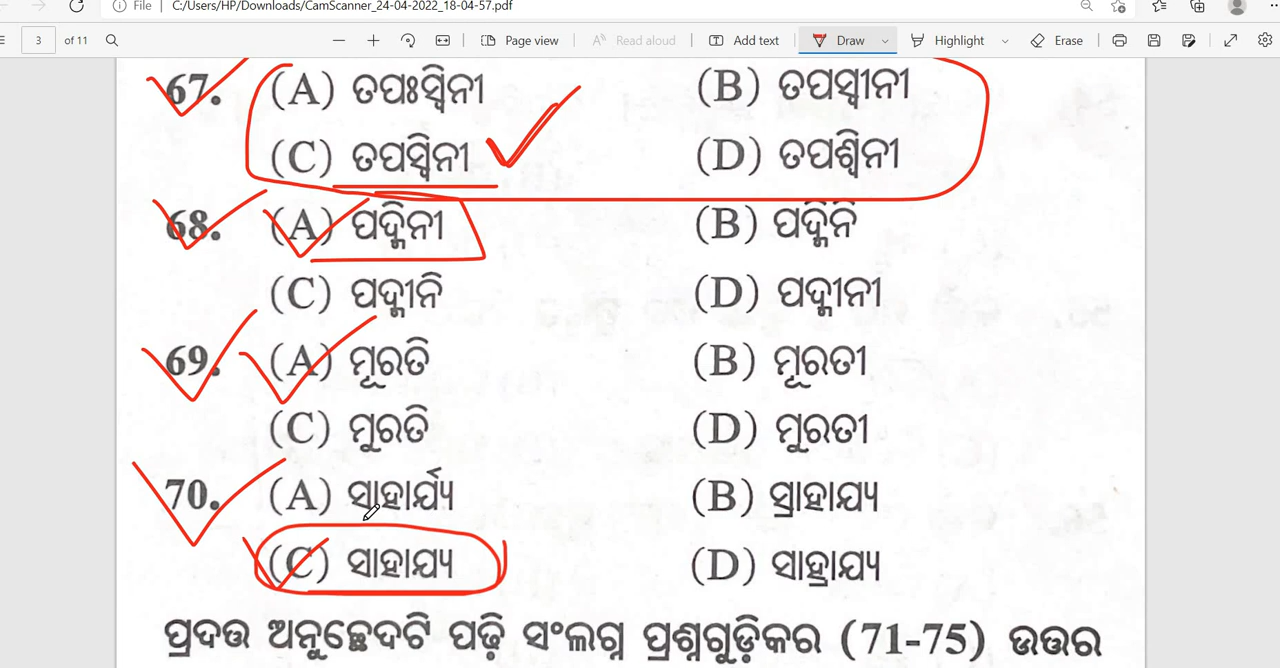 File C:/Users/HP/Downloads/CamScanner_24-04-2022_18-04-57.pdf
3 of 11 Page view Read aloud Add text Draw Highlight Erase
67. (A) ତପଃସ୍ୱିନୀ (B) ତପସ୍ୱୀନୀ
(C) ତପସ୍ୱିନୀ (D) ତପଶ୍ୱିନୀ
68. (A) ପଦ୍ମିନୀ (B) ପଦ୍ମିନି
(C) ପଦ୍ମୀନି (D) ପଦ୍ମୀନୀ
69. (A) ମୂରତି (B) ମୂରତୀ
(C) ମୁରତି (D) ମୁରତୀ
70. (A) ସାହାର୍ଯ୍ୟ (B) ସ୍ରାହାଯ୍ୟ
(C) ସାହାଯ୍ୟ (D) ସାହ୍ରାଯ୍ୟ
ପ୍ରଦତ୍ତ ଅନୁଚ୍ଛେଦଟି ପଢ଼ି ସଂଲଗ୍ନ ପ୍ରଶ୍ନଗୁଡ଼ିକର (71-75) ଉତ୍ତର